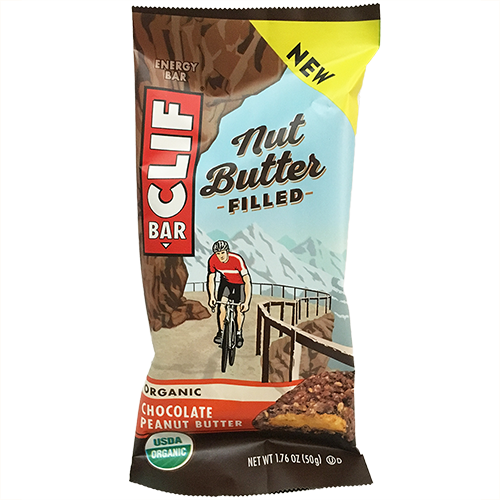 NEW
ENERGY
BAR
CLIF
BAR
Nut
Butter
-FILLED-
ORGANIC
CHOCOLATE
PEANUT BUTTER
USDA
ORGANIC
NET WT 1.76 OZ (50g) U D